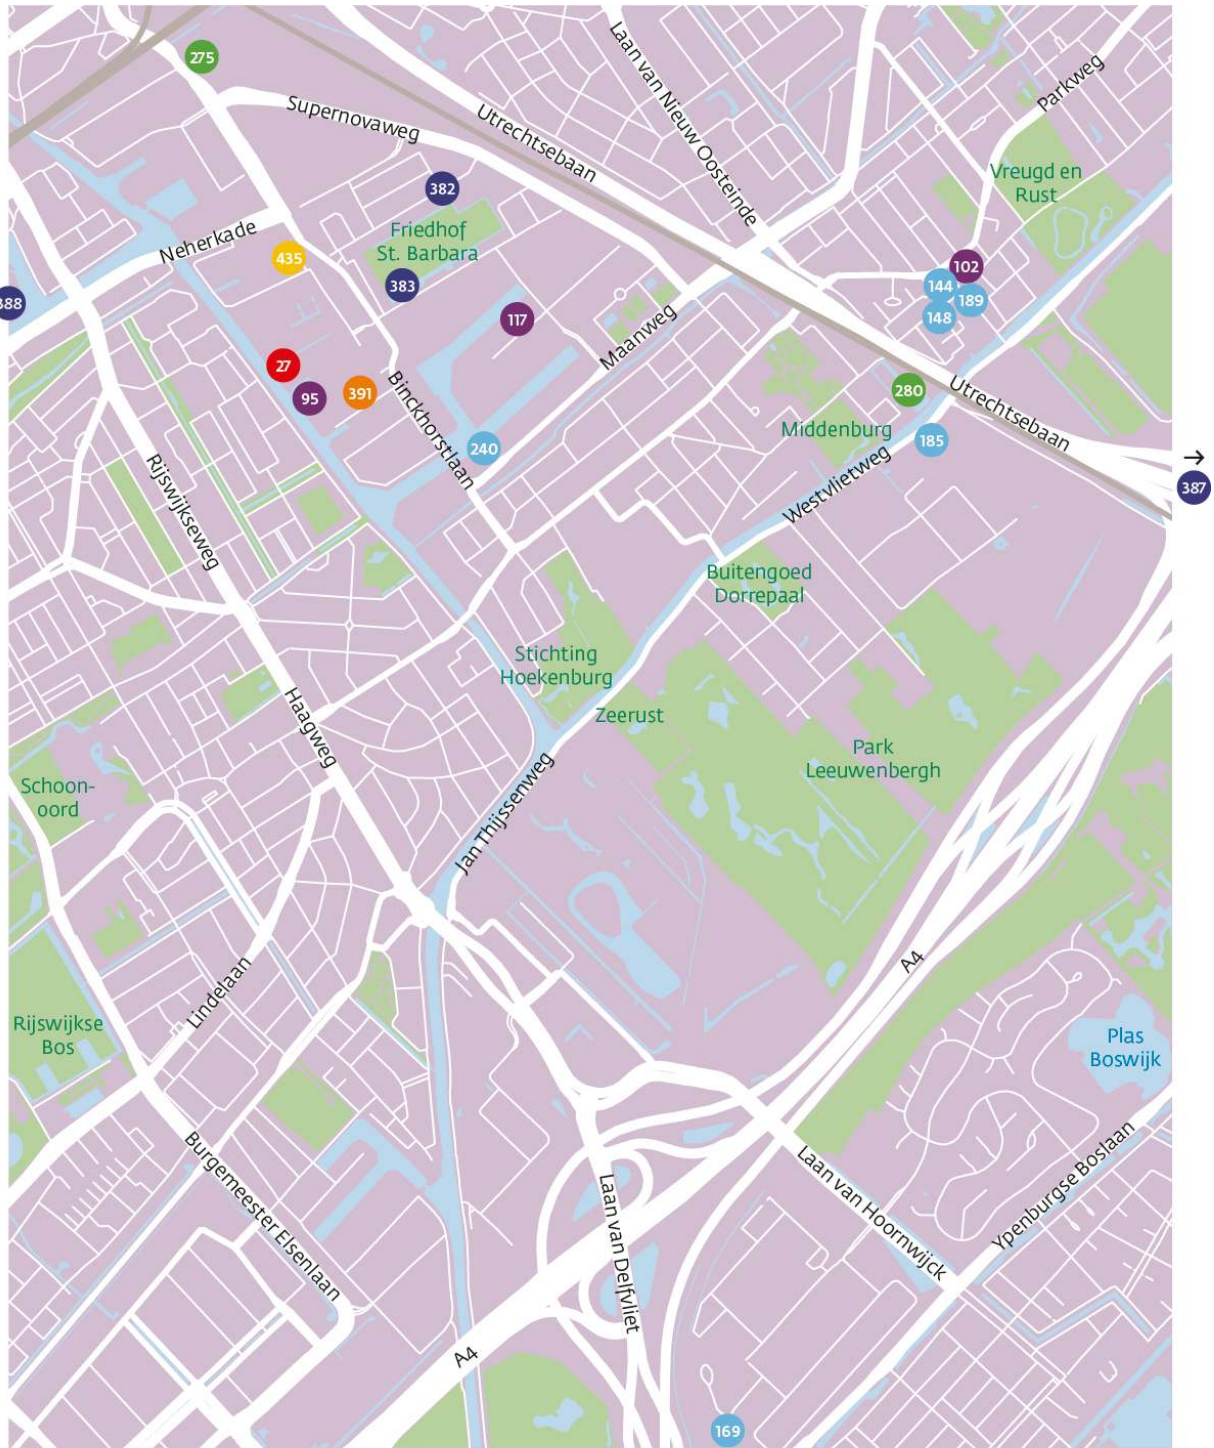 275
Supernovaweg
Utrechtsebaan
Laan van Nieuw Oosteinde
Parkweg
Vreugd en
Rust
382
Friedhof
St. Barbara
Neherkade
435
383
388
102
144
189
148
117
Maanweg
27
95
391
Binckhorstlaan
280
Utrechtsebaan
Middenburg
185
240
Westvlietweg
→
387
Rijswijkseweg
Buitengoed
Dorrepaal
Stichting
Hoekenburg
Zeerust
Haagweg
Park
Leeuwenbergh
Schoon-
oord
Jan Thijssenweg
A4
Lindelaan
Rijswijkse
Bos
Plas
Boswijk
Burgemeester Elsenlaan
Laan van Delfvliet
Laan van Hoornwijck
Ypenburgse Boslaan
A4
169